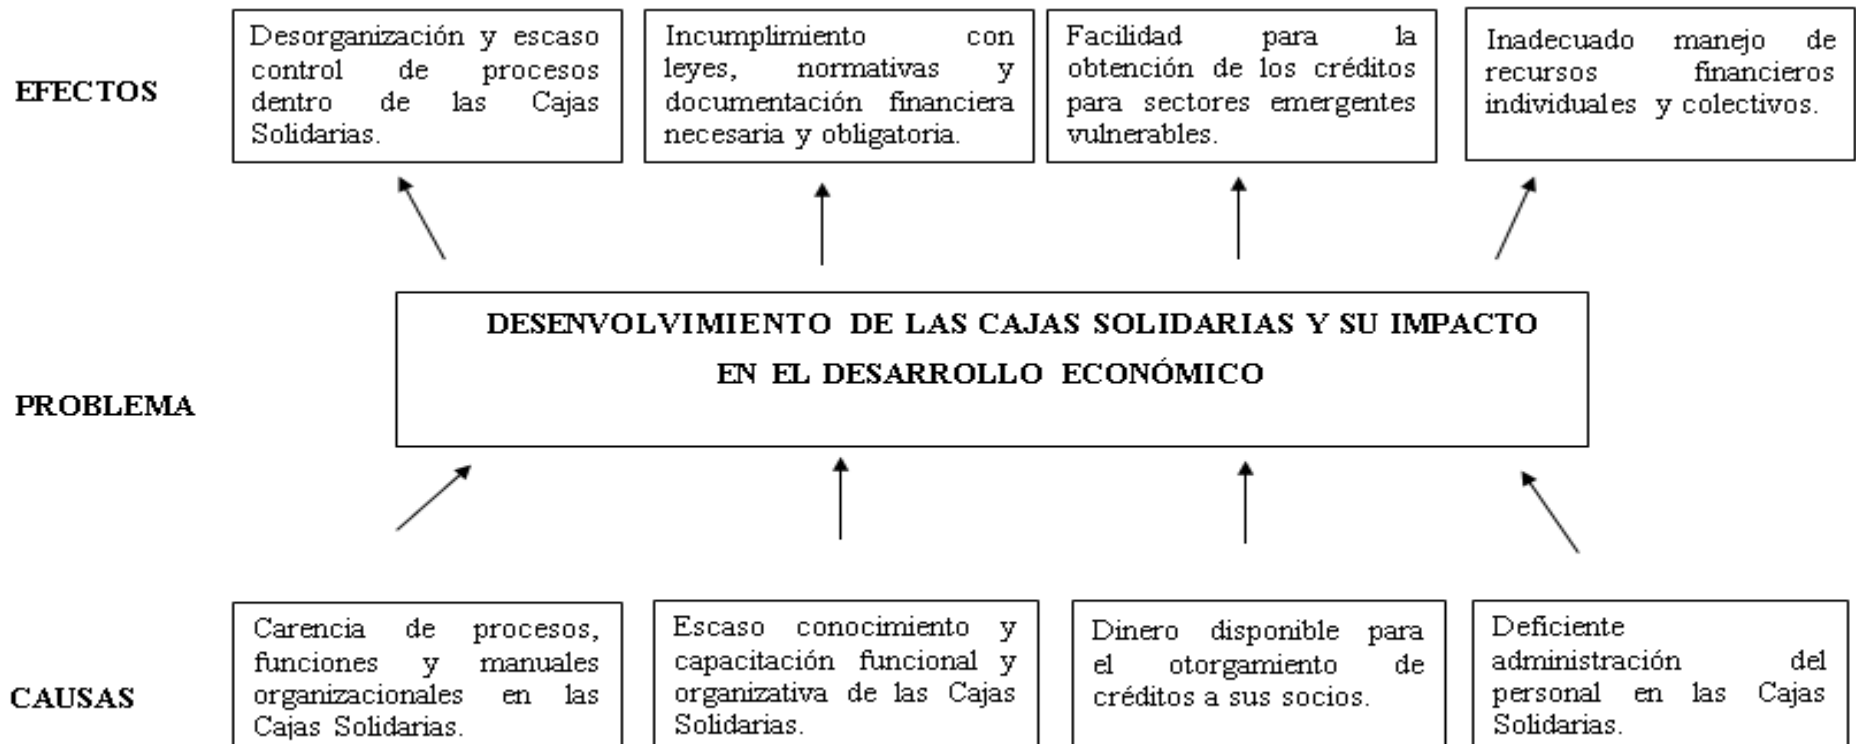 EFECTOS
Desorganización y escaso
control de procesos
dentro de las Cajas
Solidarias.
Incumplimiento con
leyes, normativas y
documentación financiera
necesaria y obligatoria.
Facilidad para la
obtención de los créditos
para sectores emergentes
vulnerables.
Inadecuado manejo de
recursos financieros
individuales y colectivos.
PROBLEMA
DESENVOLVIMIENTO DE LAS CAJAS SOLIDARIAS Y SU IMPACTO
EN EL DESARROLLO ECONÓMICO
CAUSAS
Carencia de procesos,
funciones y manuales
organizacionales en las
Cajas Solidarias.
Escaso conocimiento y
capacitación funcional y
organizativa de las Cajas
Solidarias.
Dinero disponible para
el otorgamiento de
créditos a sus socios.
Deficiente
administración del
personal en las Cajas
Solidarias.